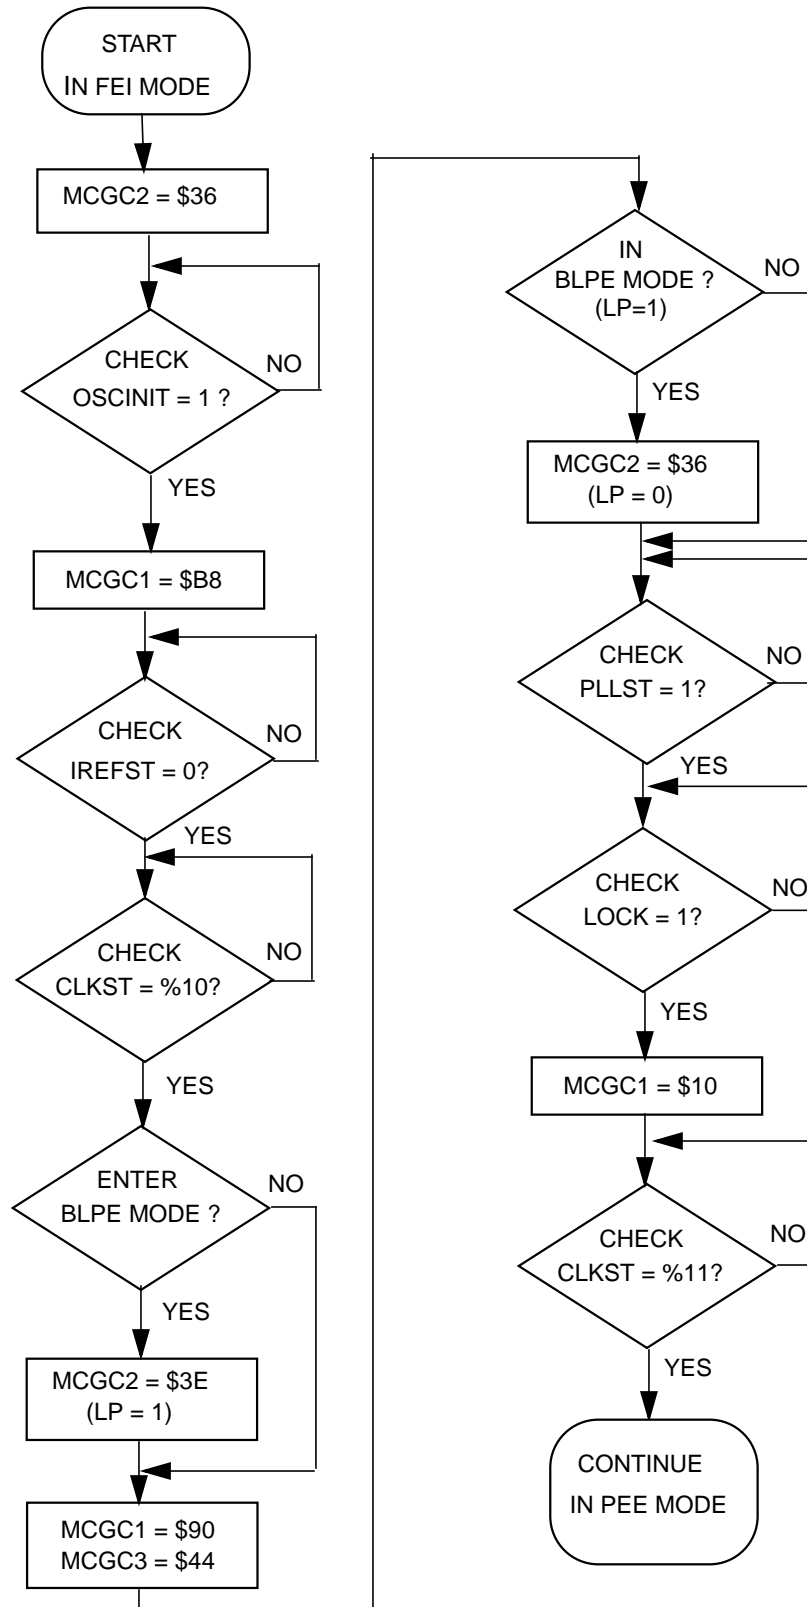 START
IN FEI MODE
MCGC2 = $36
CHECK
OSCINIT = 1 ?
NO
YES
MCGC1 = $B8
CHECK
IREFST = 0?
NO
YES
CHECK
CLKST = %10?
NO
YES
ENTER
BLPE MODE ?
NO
YES
MCGC2 = $3E
(LP = 1)
MCGC1 = $90
MCGC3 = $44
IN
BLPE MODE ?
(LP=1)
NO
YES
MCGC2 = $36
(LP = 0)
CHECK
PLLST = 1?
NO
YES
CHECK
LOCK = 1?
NO
YES
MCGC1 = $10
CHECK
CLKST = %11?
NO
YES
CONTINUE
IN PEE MODE